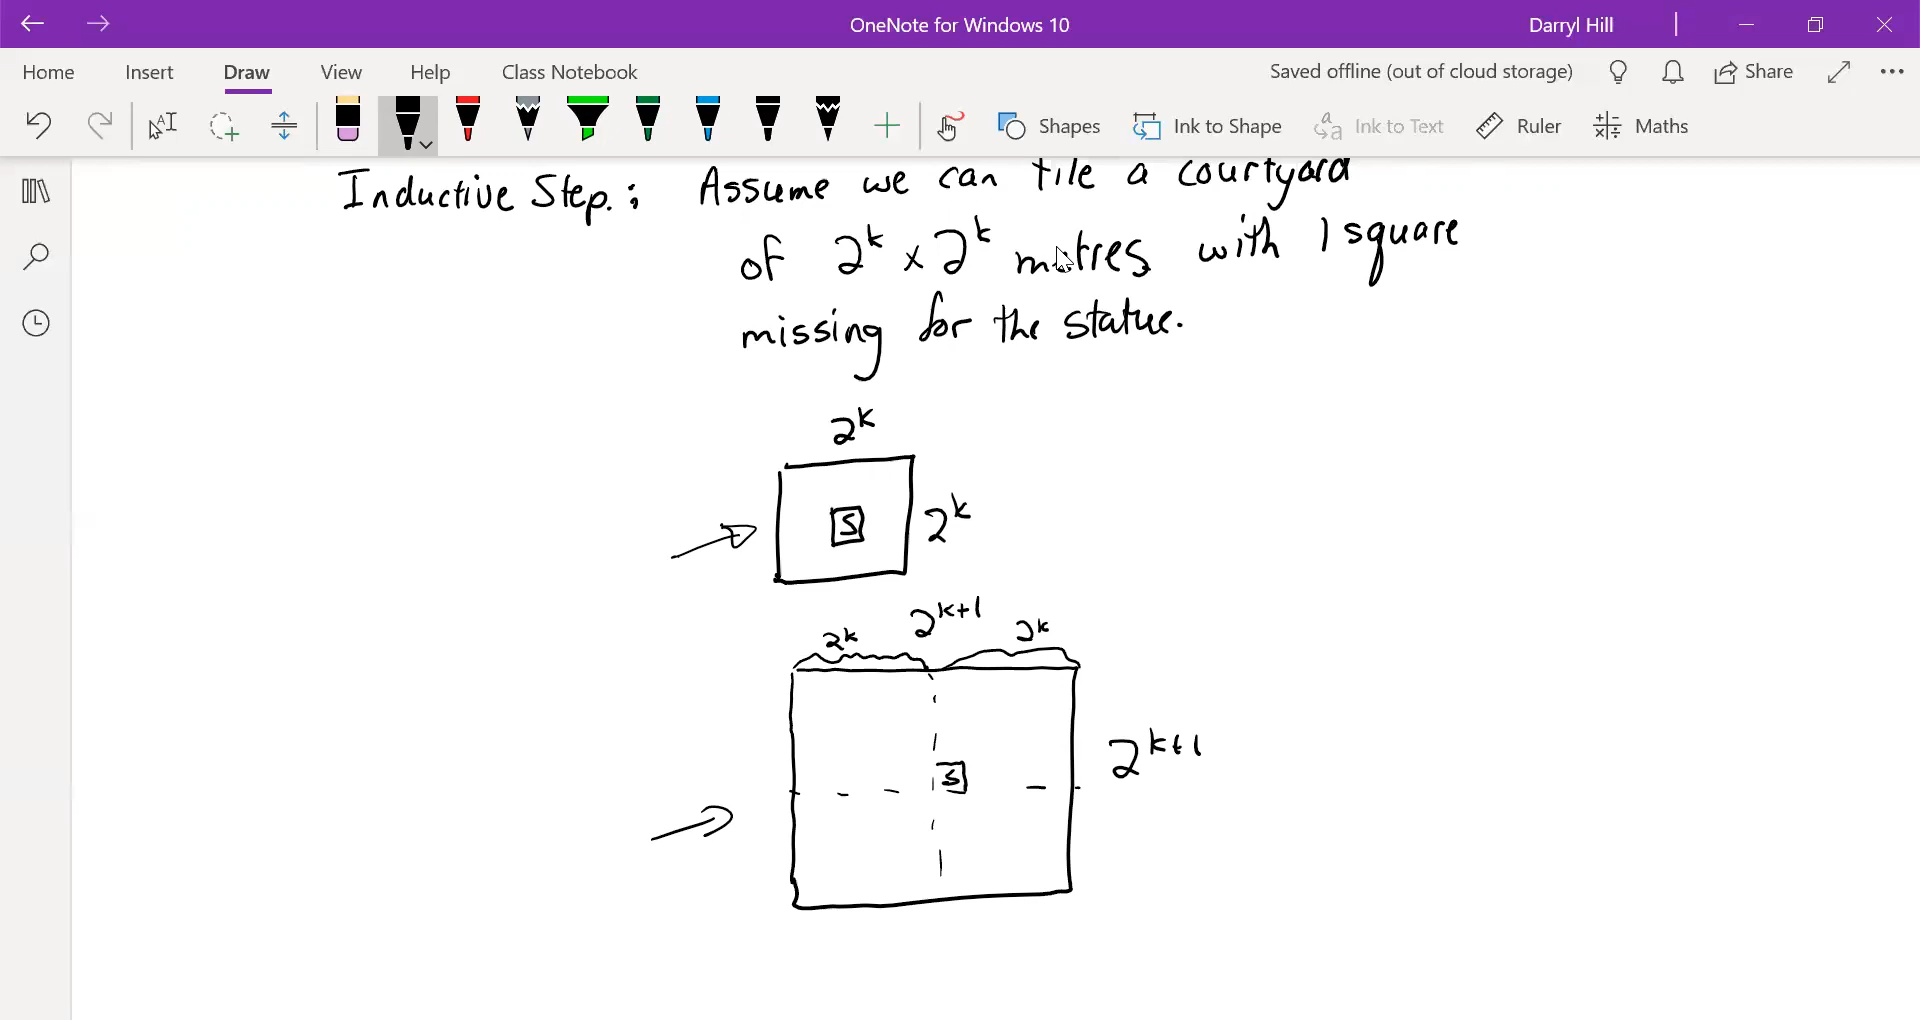 OneNote for Windows 10
Darryl Hill
Home Insert Draw View Help Class Notebook
Saved offline (out of cloud storage) Share
Shapes Ink to Shape Ink to Text Ruler Maths
Inductive Step: Assume we can tile a courtyard
of 2^k × 2^k metres with 1 square
missing for the statue.
2^k
S 2^k
2^k 2^{k+1} 2^k
S 2^{k+1}